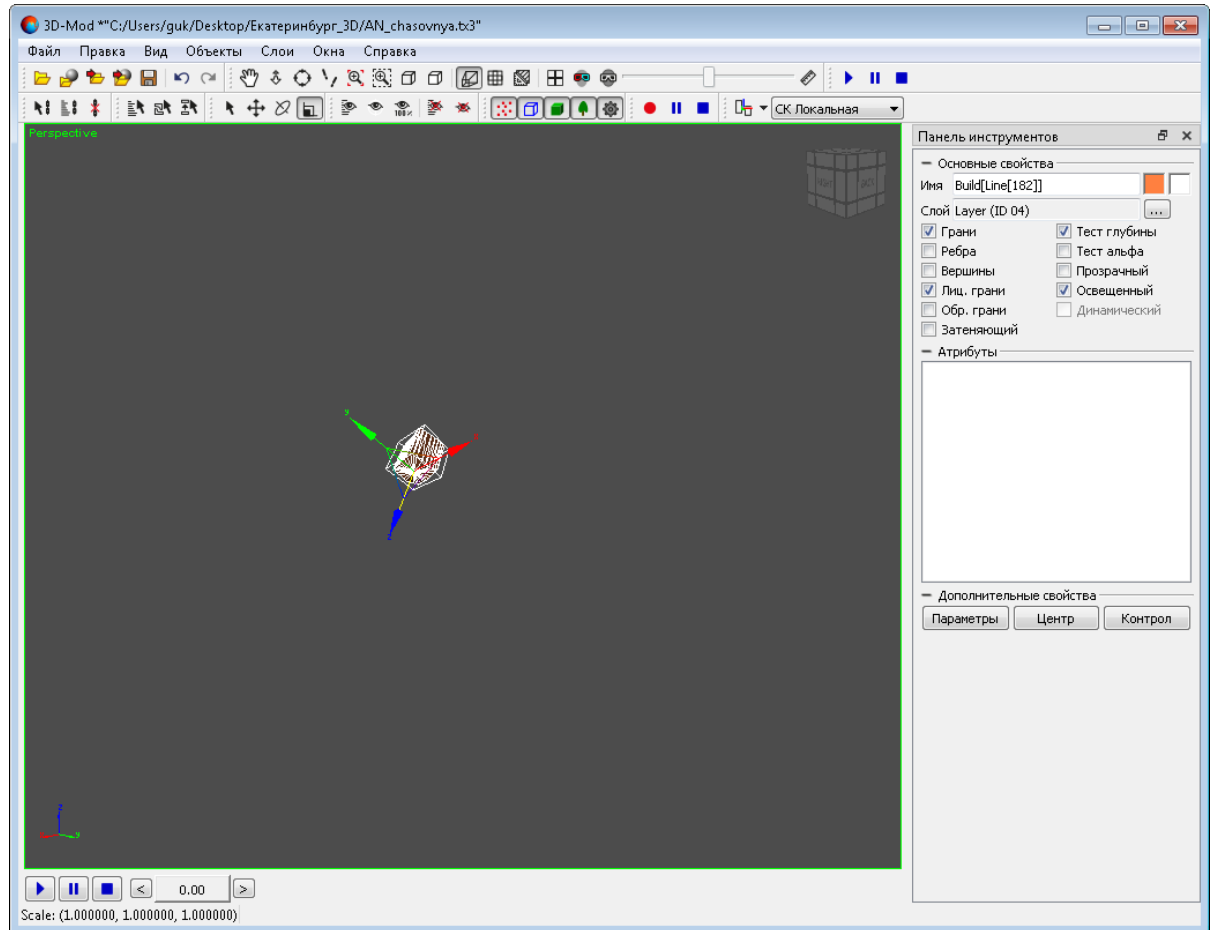 3D-Mod *"C:/Users/guk/Desktop/Екатеринбург_3D/AN_chasovnya.tx3"
Файл Правка Вид Объекты Слои Окна Справка
100%
СК Локальная
Perspective
Панель инструментов
Основные свойства
Имя Build[Line[182]]
Слой Layer (ID 04) ...
Грани Тест глубины
Ребра Тест альфа
Вершины Прозрачный
Лиц. грани Освещенный
Обр. грани Динамический
Затеняющий
Атрибуты
y
x
z
Дополнительные свойства
Параметры Центр Контрол
z
x y
< 0.00 >
Scale: (1.000000, 1.000000, 1.000000)